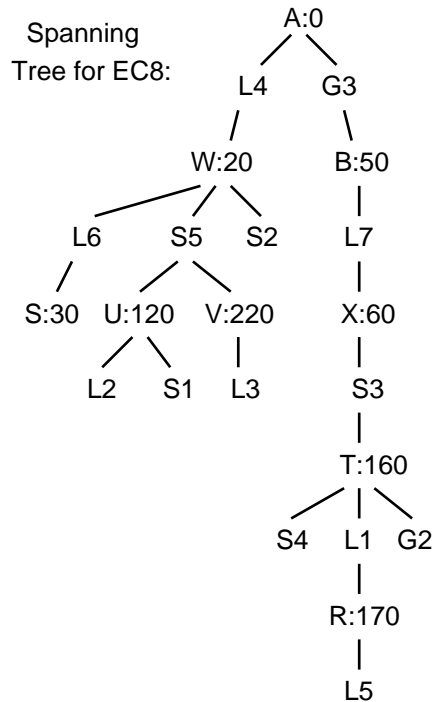 A:0
Spanning
Tree for EC8:
L4 G3
W:20 B:50
L6 S5 S2 L7
S:30 U:120 V:220 X:60
L2 S1 L3 S3
T:160
S4 L1 G2
R:170
L5